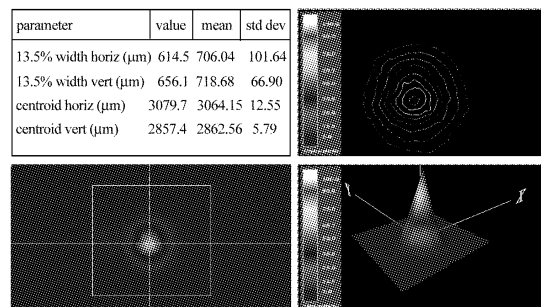 parameter value mean std dev
13.5% width horiz (μm) 614.5 706.04 101.64
13.5% width vert (μm) 656.1 718.68 66.90
centroid horiz (μm) 3079.7 3064.15 12.55
centroid vert (μm) 2857.4 2862.56 5.79
X